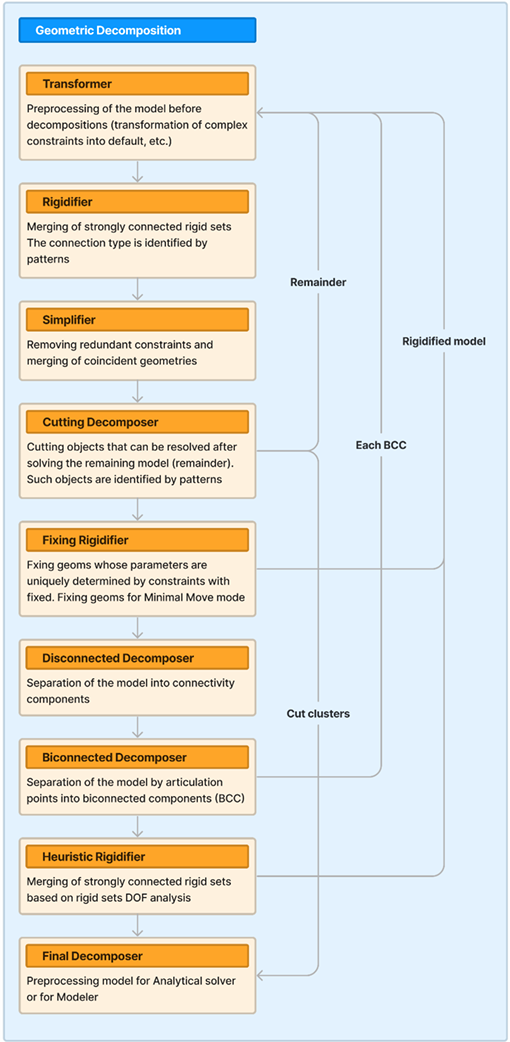 Geometric Decomposition
Transformer
Preprocessing of the model before
decompositions (transformation of complex
constraints into default, etc.)
Rigidifier
Merging of strongly connected rigid sets
The connection type is identified by
patterns
Remainder
Simplifier
Removing redundant constraints and
merging of coincident geometries
Rigidified model
Cutting Decomposer
Cutting objects that can be resolved after
solving the remaining model (remainder).
Such objects are identified by patterns
Each BCC
Fixing Rigidifier
Fxing geoms whose parameters are
uniquely determined by constraints with
fixed. Fixing geoms for Minimal Move mode
Disconnected Decomposer
Separation of the model into connectivity
components
Cut clusters
Biconnected Decomposer
Separation of the model by articulation
points into biconnected components (BCC)
Heuristic Rigidifier
Merging of strongly connected rigid sets
based on rigid sets DOF analysis
Final Decomposer
Preprocessing model for Analytical solver
or for Modeler